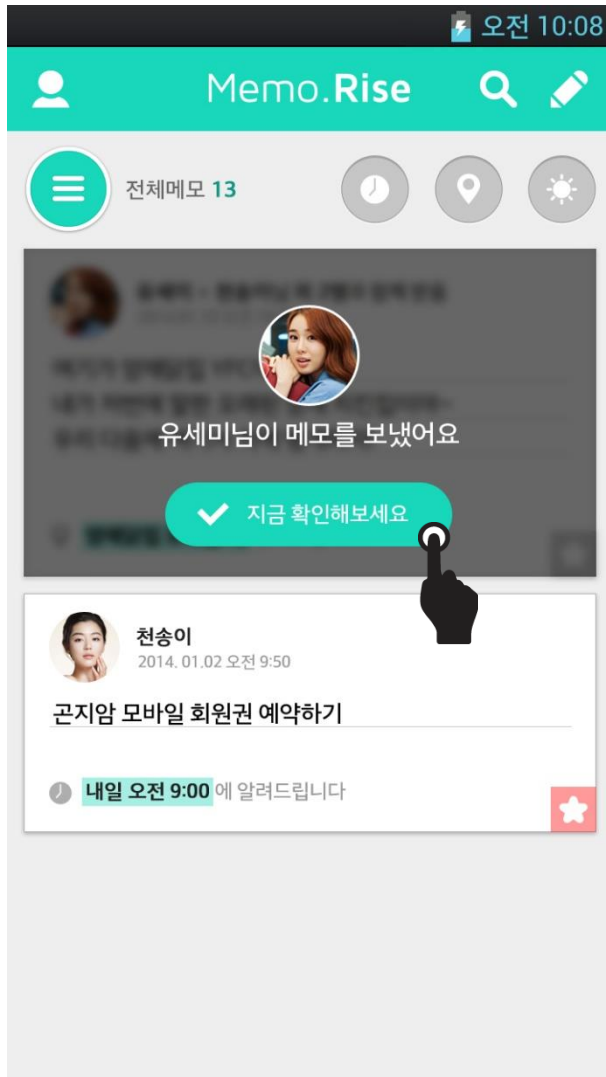 오전 10:08
Memo.Rise
전체메모 13
유세미님이 메모를 보냈어요
지금 확인해보세요
천송이
2014. 01.02 오전 9:50
곤지암 모바일 회원권 예약하기
내일 오전 9:00 에 알려드립니다